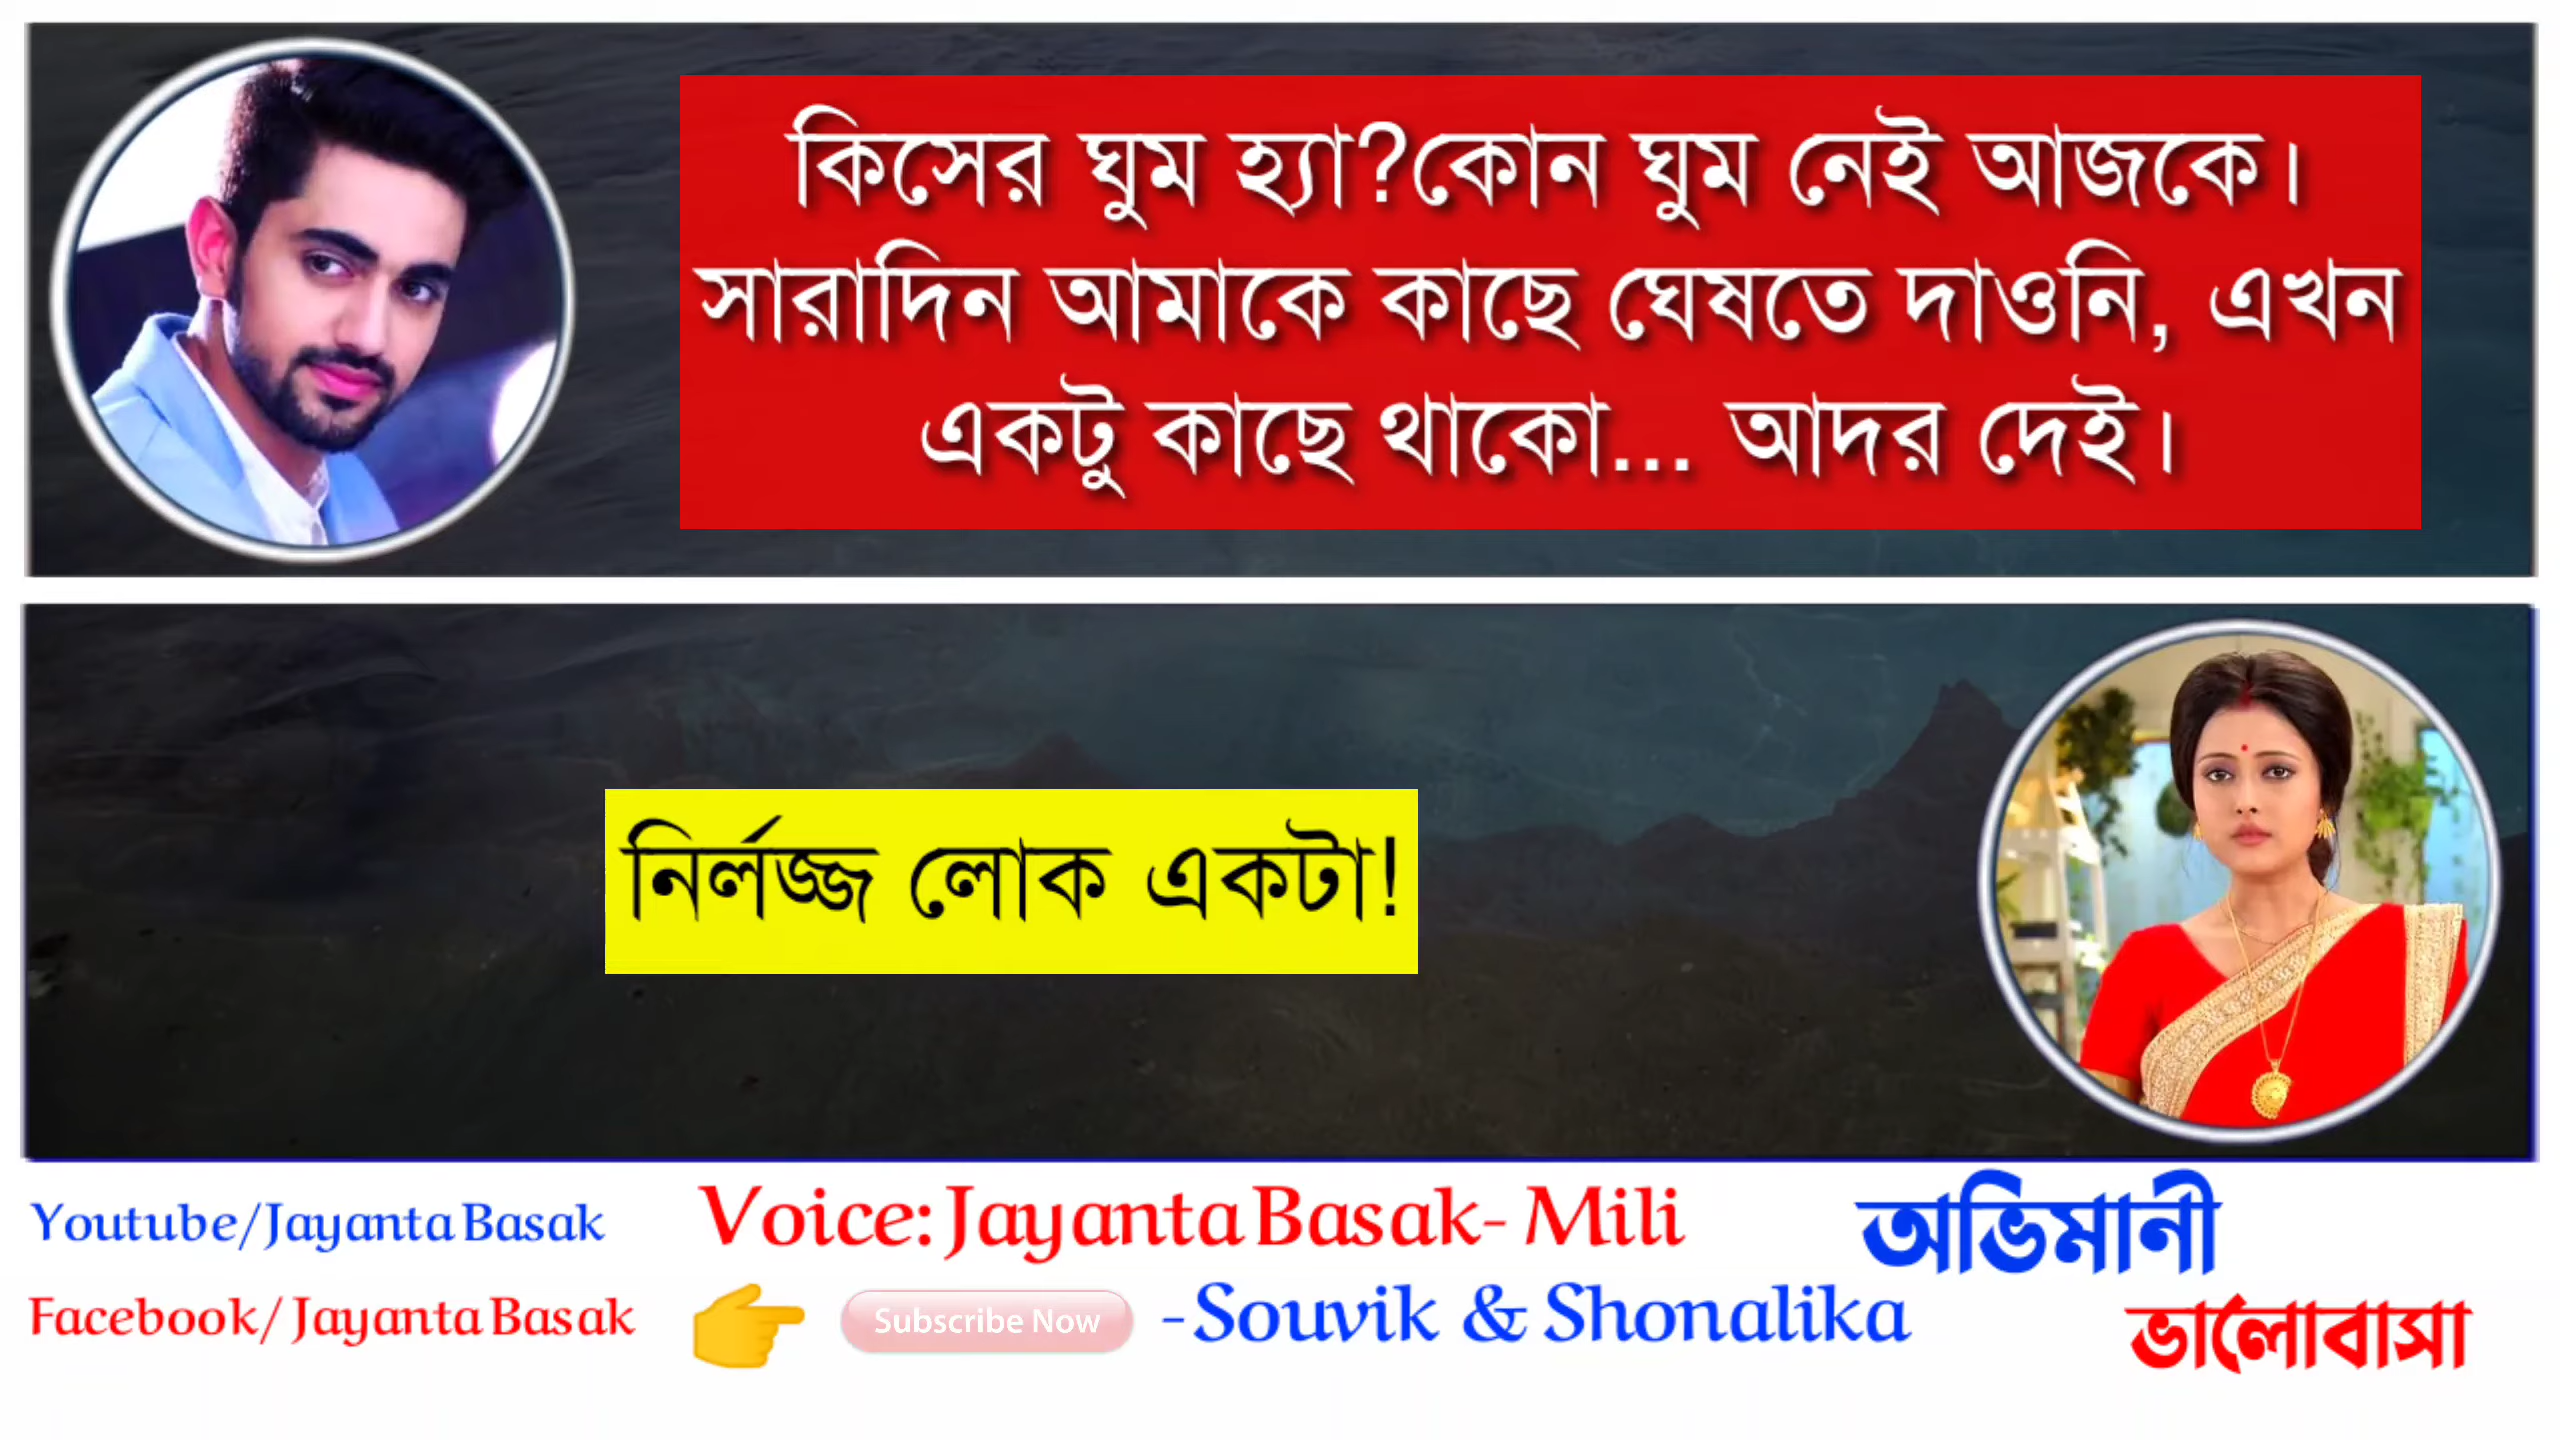 কিসের ঘুম হ্যা?কোন ঘুম নেই আজকে।
সারাদিন আমাকে কাছে ঘেষতে দাওনি, এখন
একটু কাছে থাকো... আদর দেই।
নির্লজ্জ লোক একটা!
Youtube/Jayanta Basak
Voice: Jayanta Basak- Mili
অভিমানী
Facebook/ Jayanta Basak
Subscribe Now
-Souvik & Shonalika
ভালোবাসা